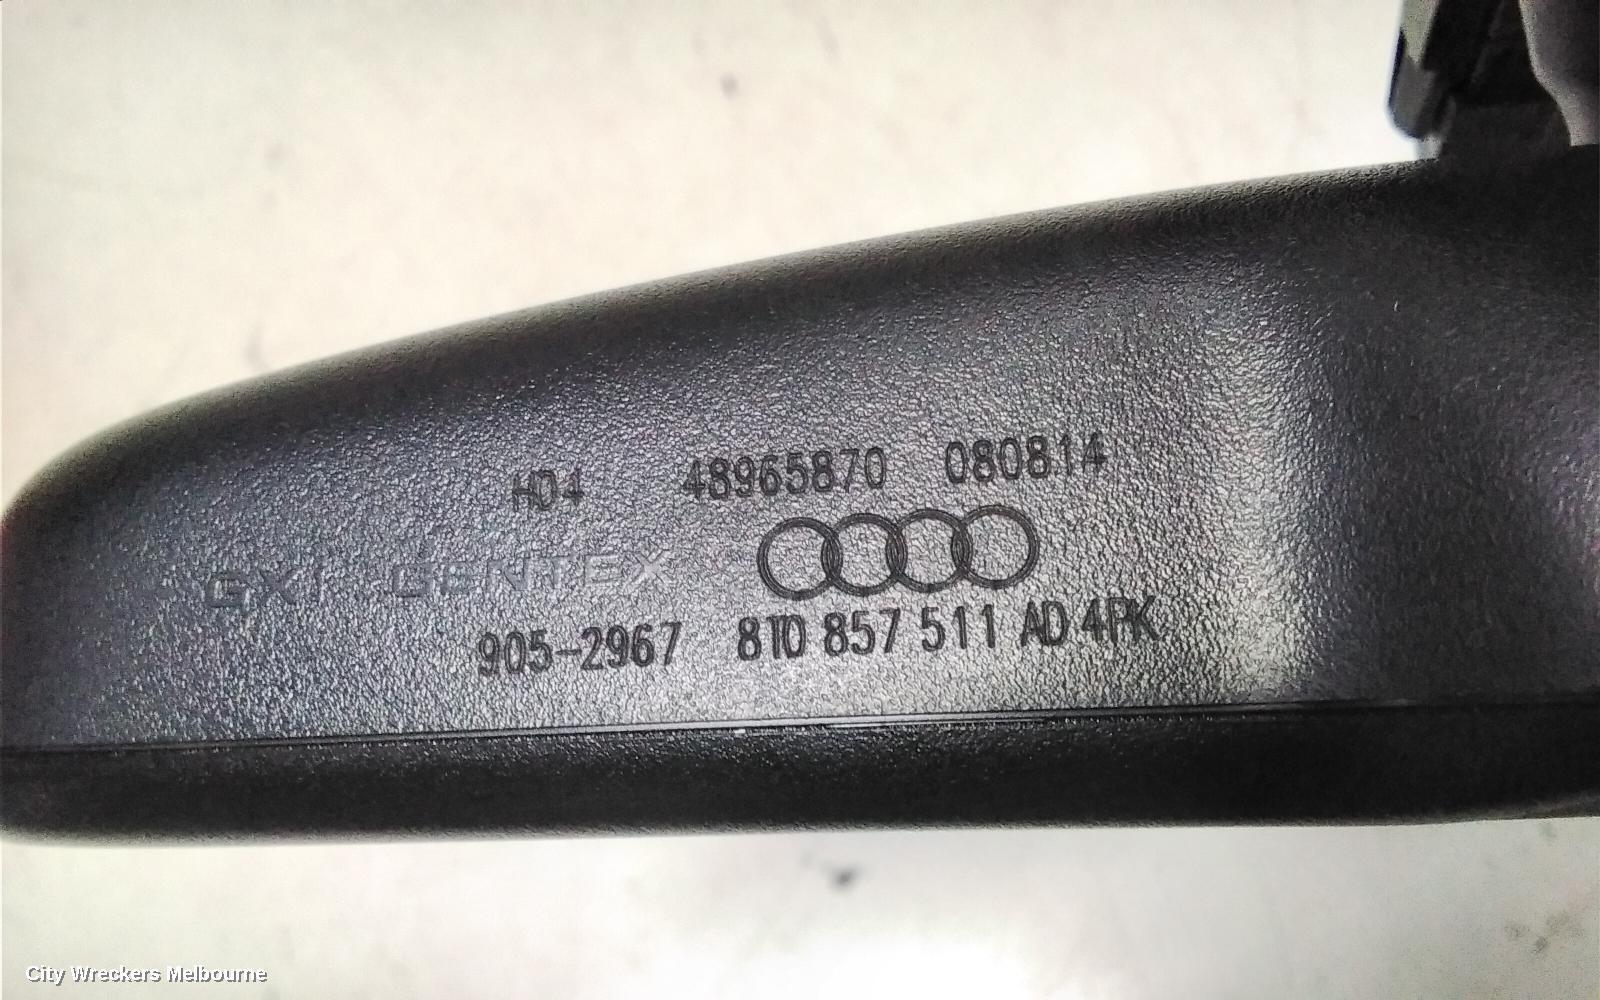 HD4 48965870 080814
GENTEX
905-2967 8T0 857 511 AD 4PK
City Wreckers Melbourne